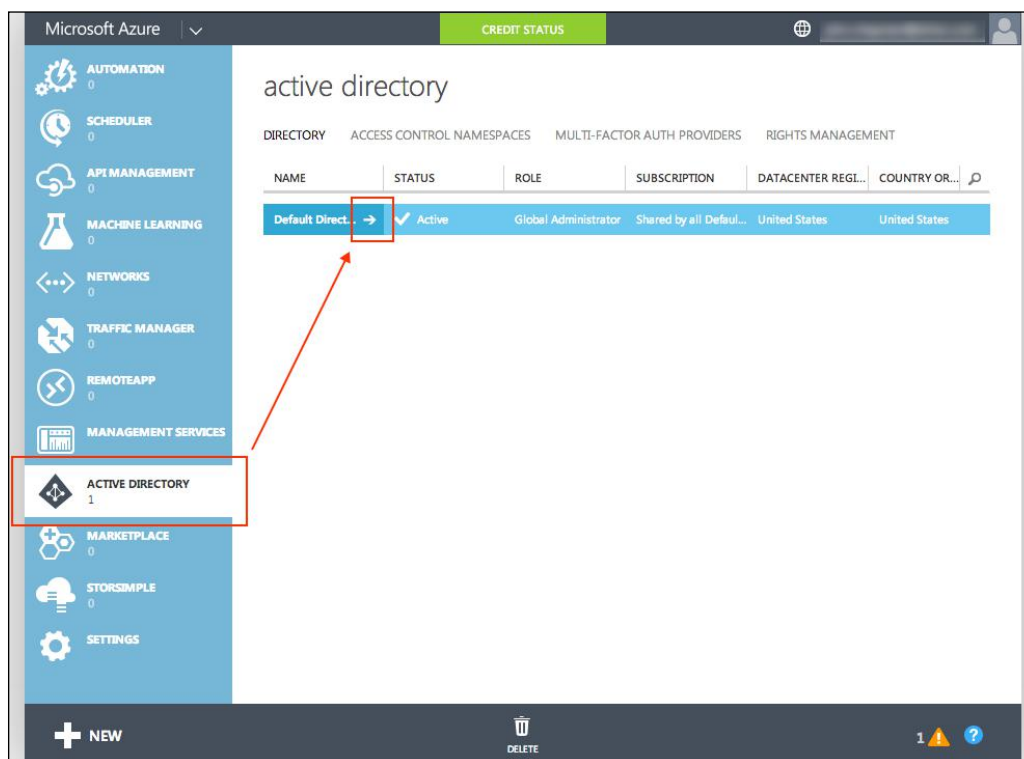 Microsoft Azure
CREDIT STATUS
AUTOMATION
0
SCHEDULER
0
API MANAGEMENT
0
MACHINE LEARNING
0
NETWORKS
0
TRAFFIC MANAGER
0
REMOTEAPP
0
MANAGEMENT SERVICES
ACTIVE DIRECTORY
1
MARKETPLACE
0
STORSIMPLE
0
SETTINGS
active directory
DIRECTORY ACCESS CONTROL NAMESPACES MULTI-FACTOR AUTH PROVIDERS RIGHTS MANAGEMENT
NAME STATUS ROLE SUBSCRIPTION DATACENTER REGI... COUNTRY OR...
Default Direct... Active Global Administrator Shared by all Defaul... United States United States
NEW
DELETE
1
?